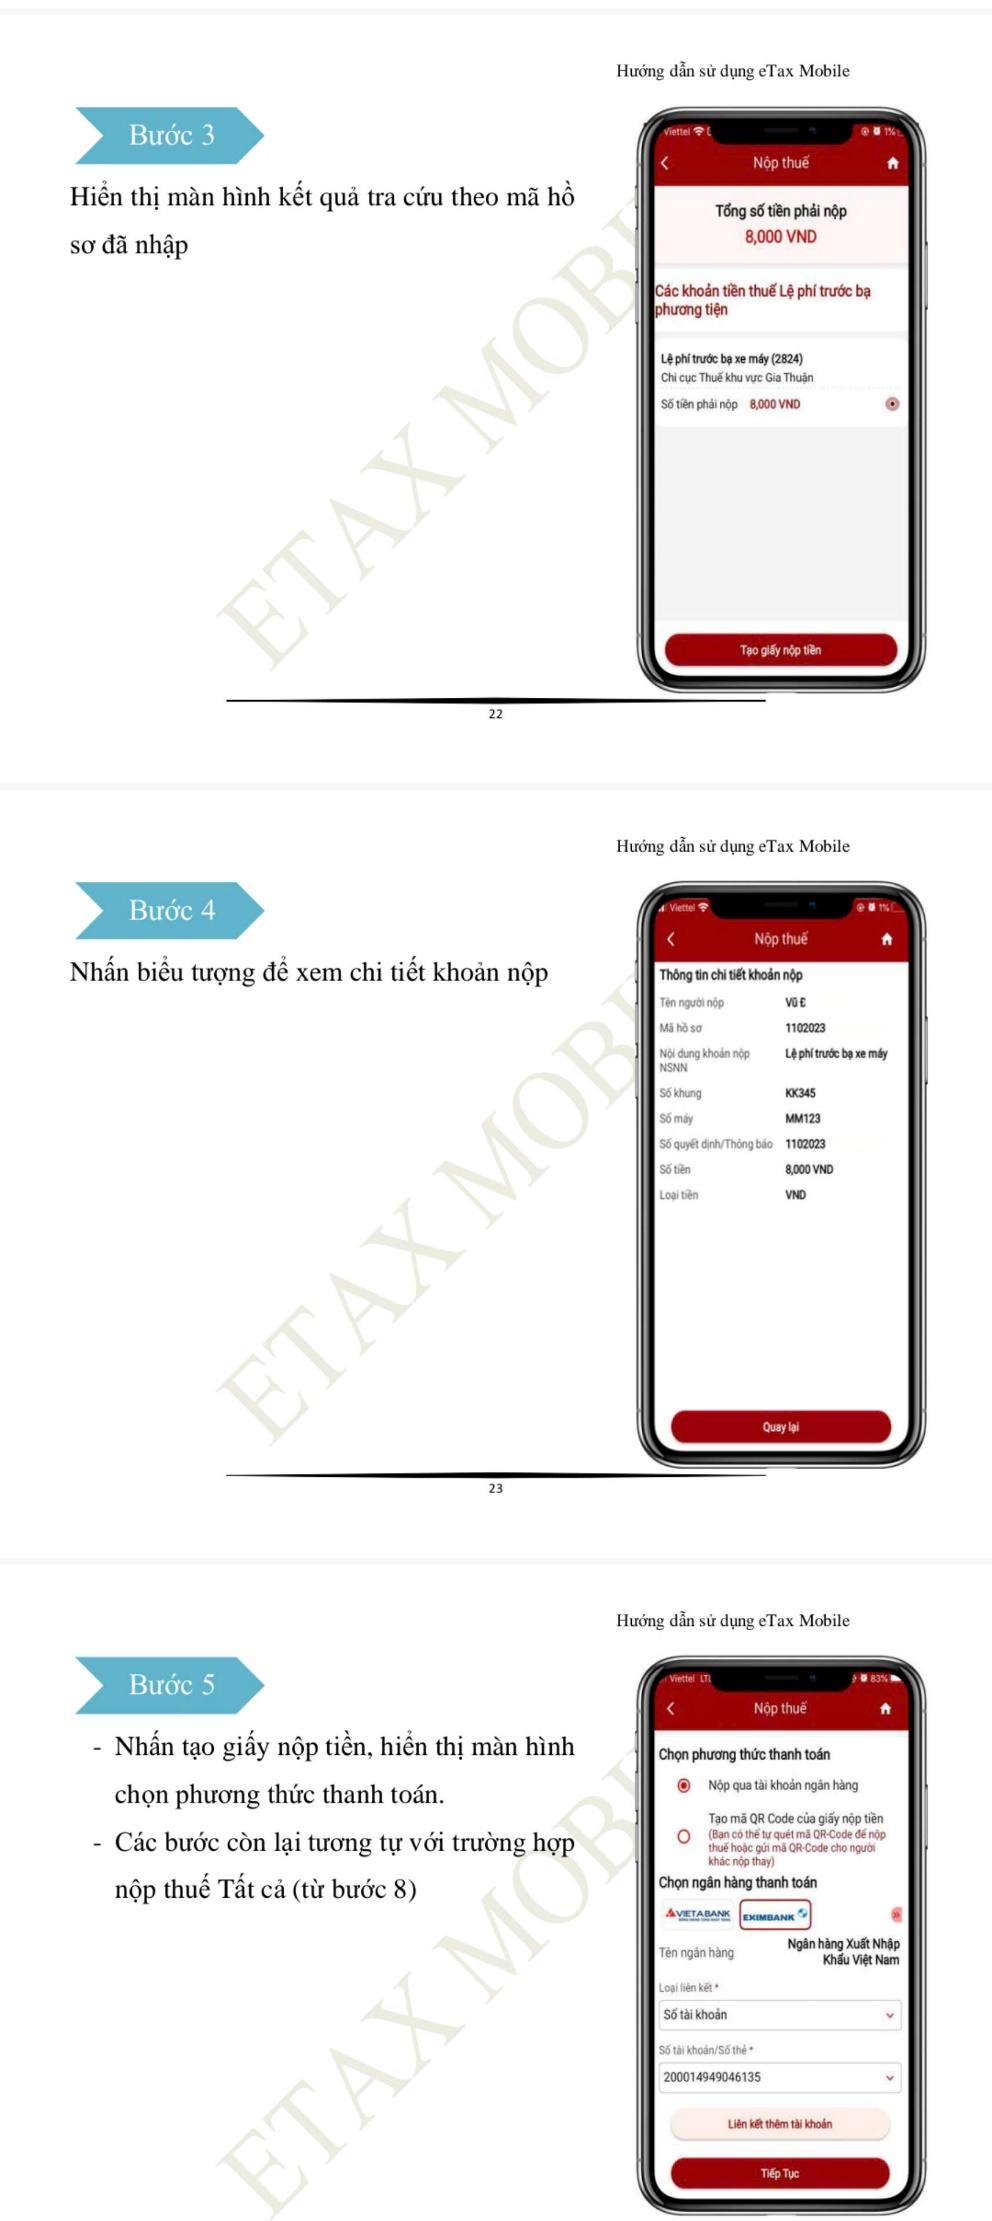 Hướng dẫn sử dụng eTax Mobile
Bước 3
Hiển thị màn hình kết quả tra cứu theo mã hồ
sơ đã nhập
Viettel
1%
Nộp thuế
Tổng số tiền phải nộp
8,000 VND
Các khoản tiền thuế Lệ phí trước bạ
phương tiện
Lệ phí trước bạ xe máy (2824)
Chi cục Thuế khu vực Gia Thuận
Số tiền phải nộp 8,000 VND
Tạo giấy nộp tiền
ETAX MOBI
22
Hướng dẫn sử dụng eTax Mobile
Bước 4
Nhấn biểu tượng để xem chi tiết khoản nộp
Viettel
1%
Nộp thuế
Thông tin chi tiết khoản nộp
Tên người nộp Vũ E
Mã hồ sơ 1102023
Nội dung khoản nộp Lệ phí trước bạ xe máy
NSNN
Số khung KK345
Số máy MM123
Số quyết định/Thông báo 1102023
Số tiền 8,000 VND
Loại tiền VND
Quay lại
ETAX MOBI
23
Hướng dẫn sử dụng eTax Mobile
Bước 5
- Nhấn tạo giấy nộp tiền, hiển thị màn hình
chọn phương thức thanh toán.
- Các bước còn lại tương tự với trường hợp
nộp thuế Tất cả (từ bước 8)
Viettel LTE
83%
Nộp thuế
Chọn phương thức thanh toán
Nộp qua tài khoản ngân hàng
Tạo mã QR Code của giấy nộp tiền
(Bạn có thể tự quét mã QR-Code để nộp
thuế hoặc gửi mã QR-Code cho người
khác nộp thay)
Chọn ngân hàng thanh toán
VIETABANK EXIMBANK
Tên ngân hàng Ngân hàng Xuất Nhập
Khẩu Việt Nam
Loại liên kết *
Số tài khoản
Số tài khoản/Số thẻ *
200014949046135
Liên kết thêm tài khoản
Tiếp Tục
ETAX MOBI